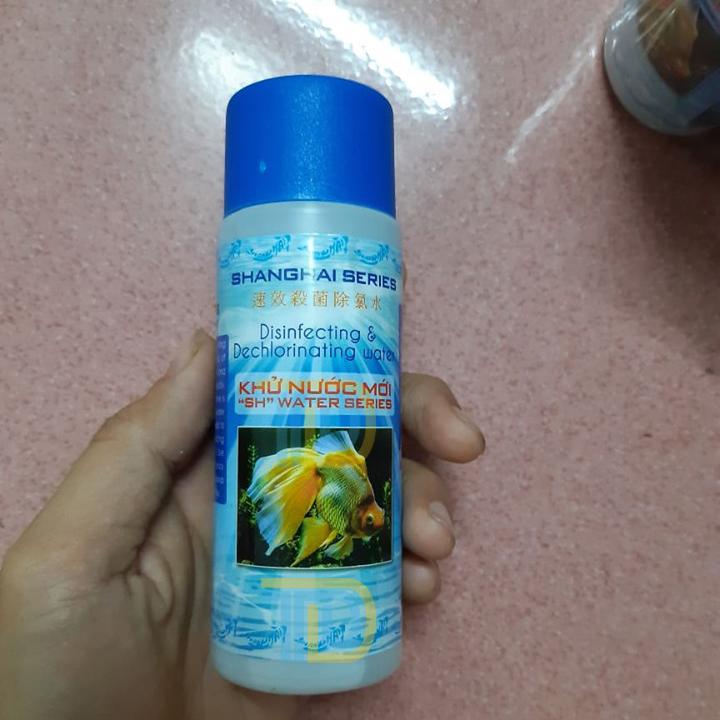 SHANGHAI SERIES
速效殺菌除氯水
Disinfecting &
Dechlorinating water
KHỬ NƯỚC MỚI
"SH" WATER SERIES